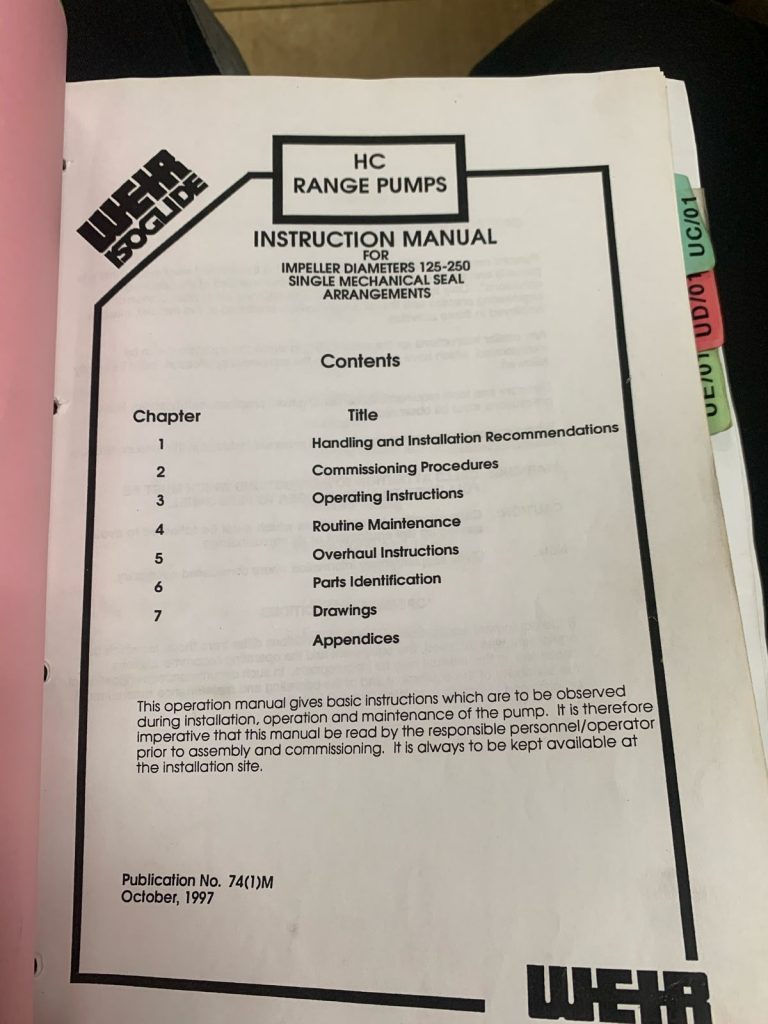 WEIR
ISOGLIDE
HC
RANGE PUMPS
INSTRUCTION MANUAL
FOR
IMPELLER DIAMETERS 125-250
SINGLE MECHANICAL SEAL
ARRANGEMENTS
Contents
Chapter Title
1 Handling and Installation Recommendations
2 Commissioning Procedures
3 Operating Instructions
4 Routine Maintenance
5 Overhaul Instructions
6 Parts Identification
7 Drawings
Appendices
This operation manual gives basic instructions which are to be observed
during installation, operation and maintenance of the pump. It is therefore
imperative that this manual be read by the responsible personnel/operator
prior to assembly and commissioning. It is always to be kept available at
the installation site.
Publication No. 74(1)M
October, 1997
WEIR
UC/01
UD/01
UE/01